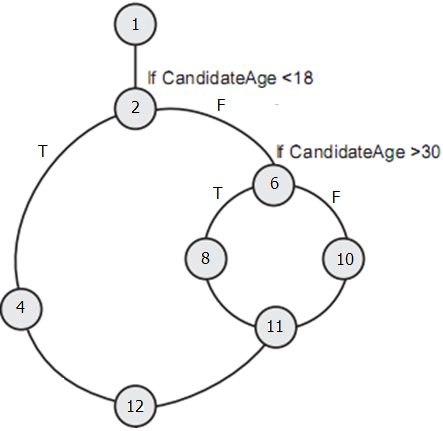 1
If CandidateAge <18
2
F
T
If CandidateAge >30
6
T
F
8
10
4
11
12